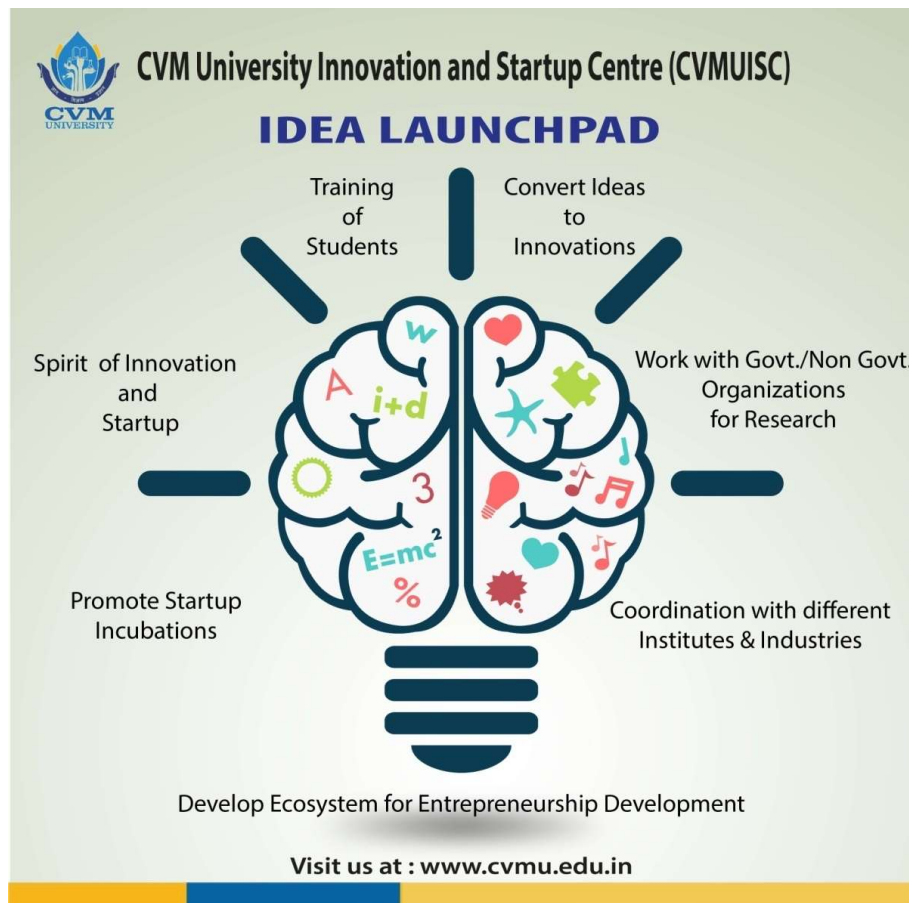 CVM University Innovation and Startup Centre (CVMUISC)
CVM
UNIVERSITY
IDEA LAUNCHPAD
Training
of
Students
Convert Ideas
to
Innovations
Spirit of Innovation
and
Startup
Work with Govt./Non Govt.
Organizations
for Research
w
A
i+d
3
E=mc²
%
Promote Startup
Incubations
Coordination with different
Institutes & Industries
Develop Ecosystem for Entrepreneurship Development
Visit us at : www.cvmu.edu.in